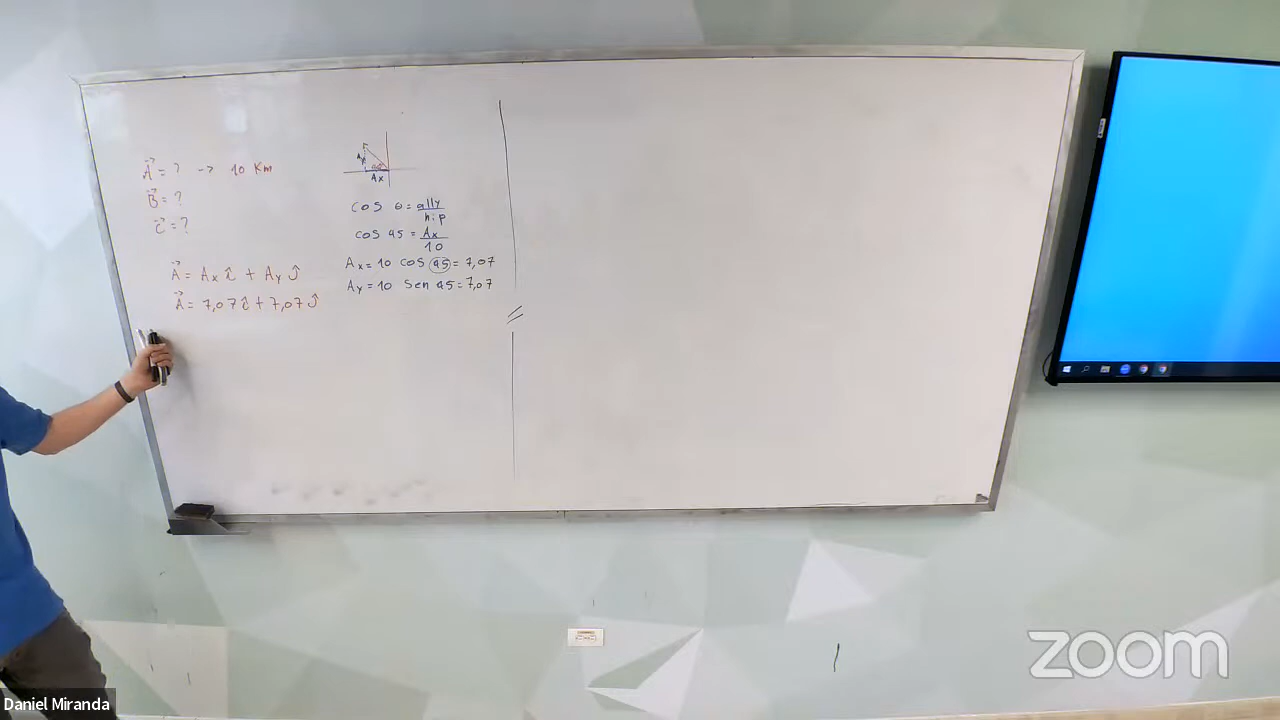 A⃗ = ? -> 10 Km
B⃗ = ?
C⃗ = ?
A⃗ = Ax î + Ay ĵ
A⃗ = 7,07 î + 7,07 ĵ
Ay
Ax
cos θ = ady/hip
cos 45 = Ax/10
Ax = 10 cos 45 = 7,07
Ay = 10 Sen 45 = 7,07
zoom
Daniel Miranda